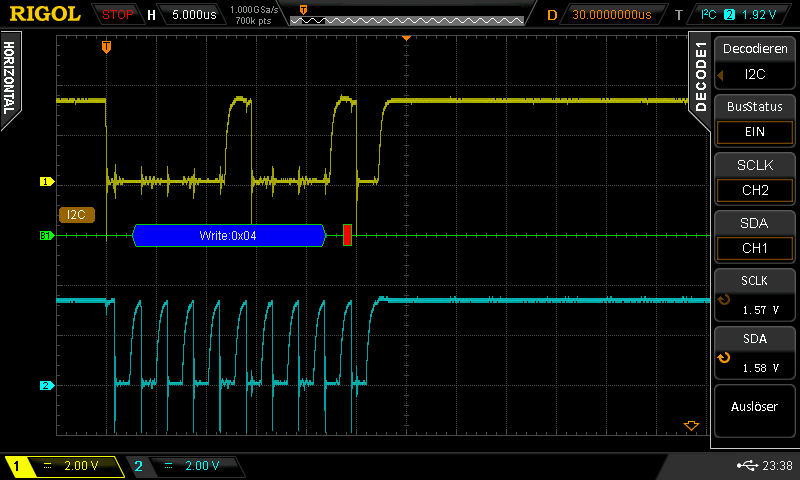 RIGOL STOP H 5.000us 1.000GSa/s 700k pts T D 30.0000000us T I²C 2 1.92 V
HORIZONTAL
T
1
I2C
B1
Write:0x04
2
DECODE1
Decodieren
I2C
BusStatus
EIN
SCLK
CH2
SDA
CH1
SCLK
1.57 V
SDA
1.58 V
Auslöser
1 2.00 V 2 2.00 V 23:38